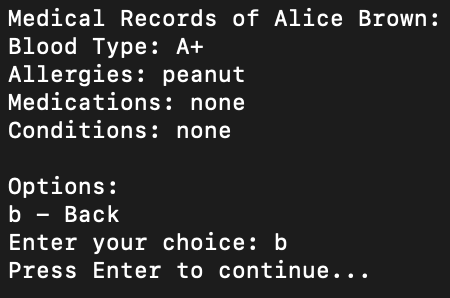 Medical Records of Alice Brown:
Blood Type: A+
Allergies: peanut
Medications: none
Conditions: none
Options:
b – Back
Enter your choice: b
Press Enter to continue...